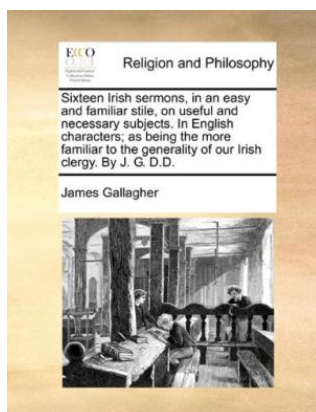 ECCO
Religion and Philosophy
Sixteen Irish sermons, in an easy
and familiar stile, on useful and
necessary subjects. In English
characters; as being the more
familiar to the generality of our Irish
clergy. By J. G. D.D.
James Gallagher